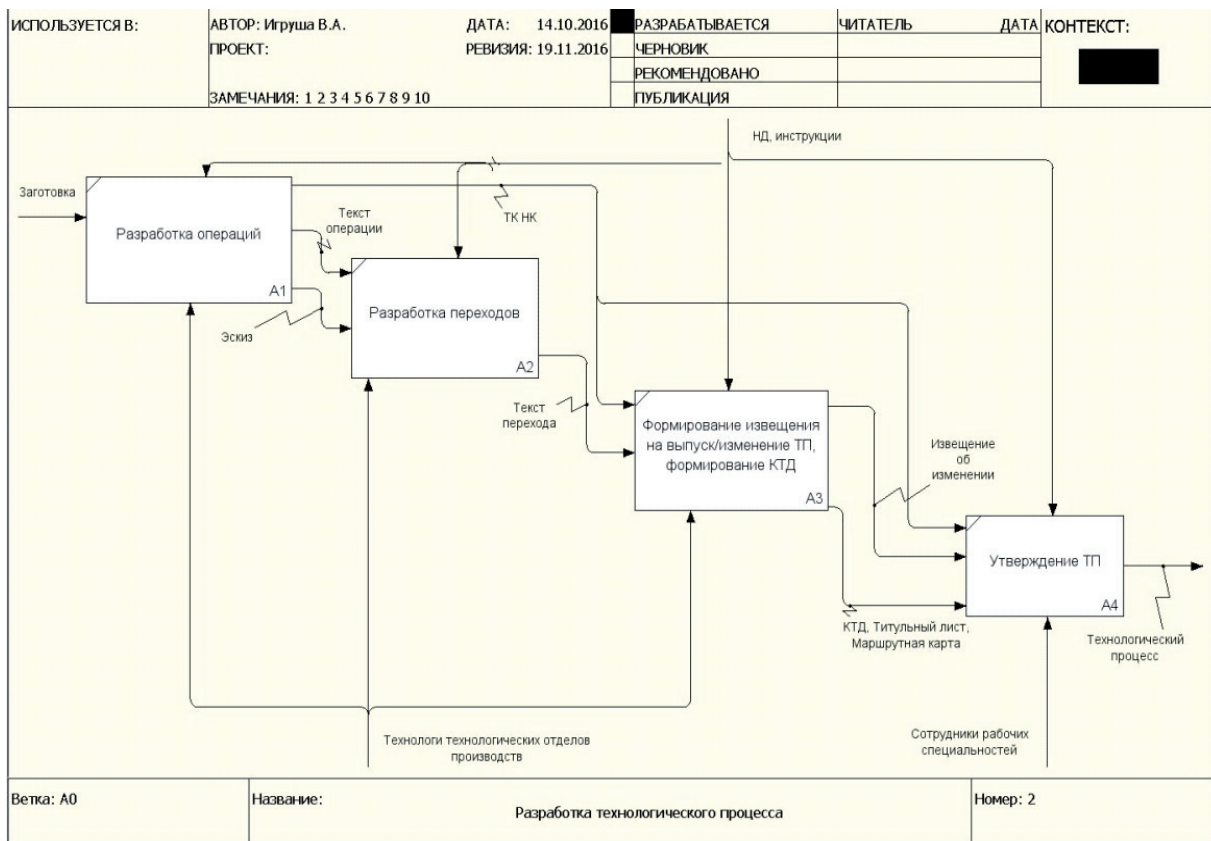 ИСПОЛЬЗУЕТСЯ В:
АВТОР: Игруша В.А.
ДАТА: 14.10.2016
РАЗРАБАТЫВАЕТСЯ
ЧИТАТЕЛЬ
ДАТА
КОНТЕКСТ:
ПРОЕКТ:
РЕВИЗИЯ: 19.11.2016
ЧЕРНОВИК
РЕКОМЕНДОВАНО
ЗАМЕЧАНИЯ: 1 2 3 4 5 6 7 8 9 10
ПУБЛИКАЦИЯ
НД, инструкции
Заготовка
ТК НК
Разработка операций
A1
Текст
операции
Эскиз
Разработка переходов
A2
Текст
перехода
Формирование извещения
на выпуск/изменение ТП,
формирование КТД
A3
Извещение
об
изменении
Утверждение ТП
A4
КТД, Титульный лист,
Маршрутная карта
Технологический
процесс
Технологи технологических отделов
производств
Сотрудники рабочих
специальностей
Ветка: A0
Название:
Разработка технологического процесса
Номер: 2